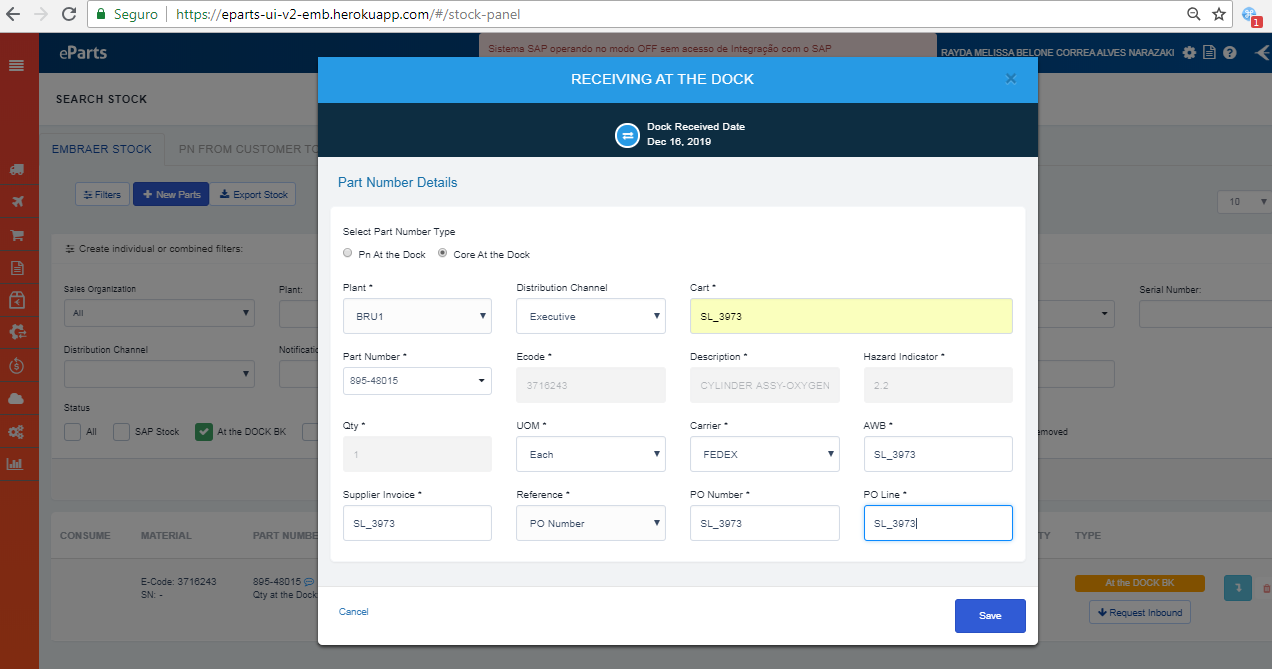 Seguro | https://eparts-ui-v2-emb.herokuapp.com/#/stock-panel
1
eParts
Sistema SAP operando no modo OFF sem acesso de Integração com o SAP
RAYDA MELISSA BELONE CORREA ALVES NARAZAKI
RECEIVING AT THE DOCK
×
SEARCH STOCK
Dock Received Date
Dec 16, 2019
EMBRAER STOCK
PN FROM CUSTOMER TO
Part Number Details
Filters
New Parts
Export Stock
10
Select Part Number Type
Pn At the Dock
Core At the Dock
Create individual or combined filters:
Sales Organization
Plant:
Serial Number:
All
Plant *
Distribution Channel
Cart *
BRU1
Executive
SL_3973
Distribution Channel
Part Number *
Ecode *
Description *
Hazard Indicator *
895-48015
3716243
CYLINDER ASSY-OXYGEN
2.2
Status
All
SAP Stock
At the DOCK BK
Qty *
UOM *
Carrier *
AWB *
1
Each
FEDEX
SL_3973
Supplier Invoice *
Reference *
PO Number *
PO Line *
SL_3973
PO Number
SL_3973
SL_3973
CONSUME
MATERIAL
PART NUMBE
TY
TYPE
E-Code: 3716243
SN: -
895-48015
Qty at the Dock
At the DOCK BK
Request Inbound
Cancel
Save